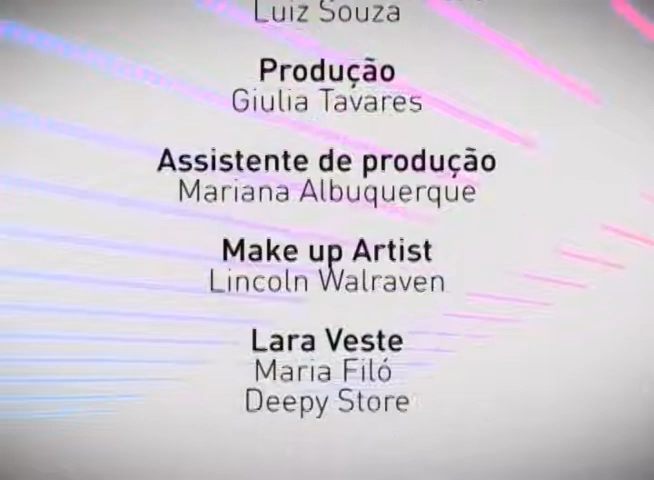 Luiz Souza
Produção
Giulia Tavares
Assistente de produção
Mariana Albuquerque
Make up Artist
Lincoln Walraven
Lara Veste
Maria Filó
Deepy Store